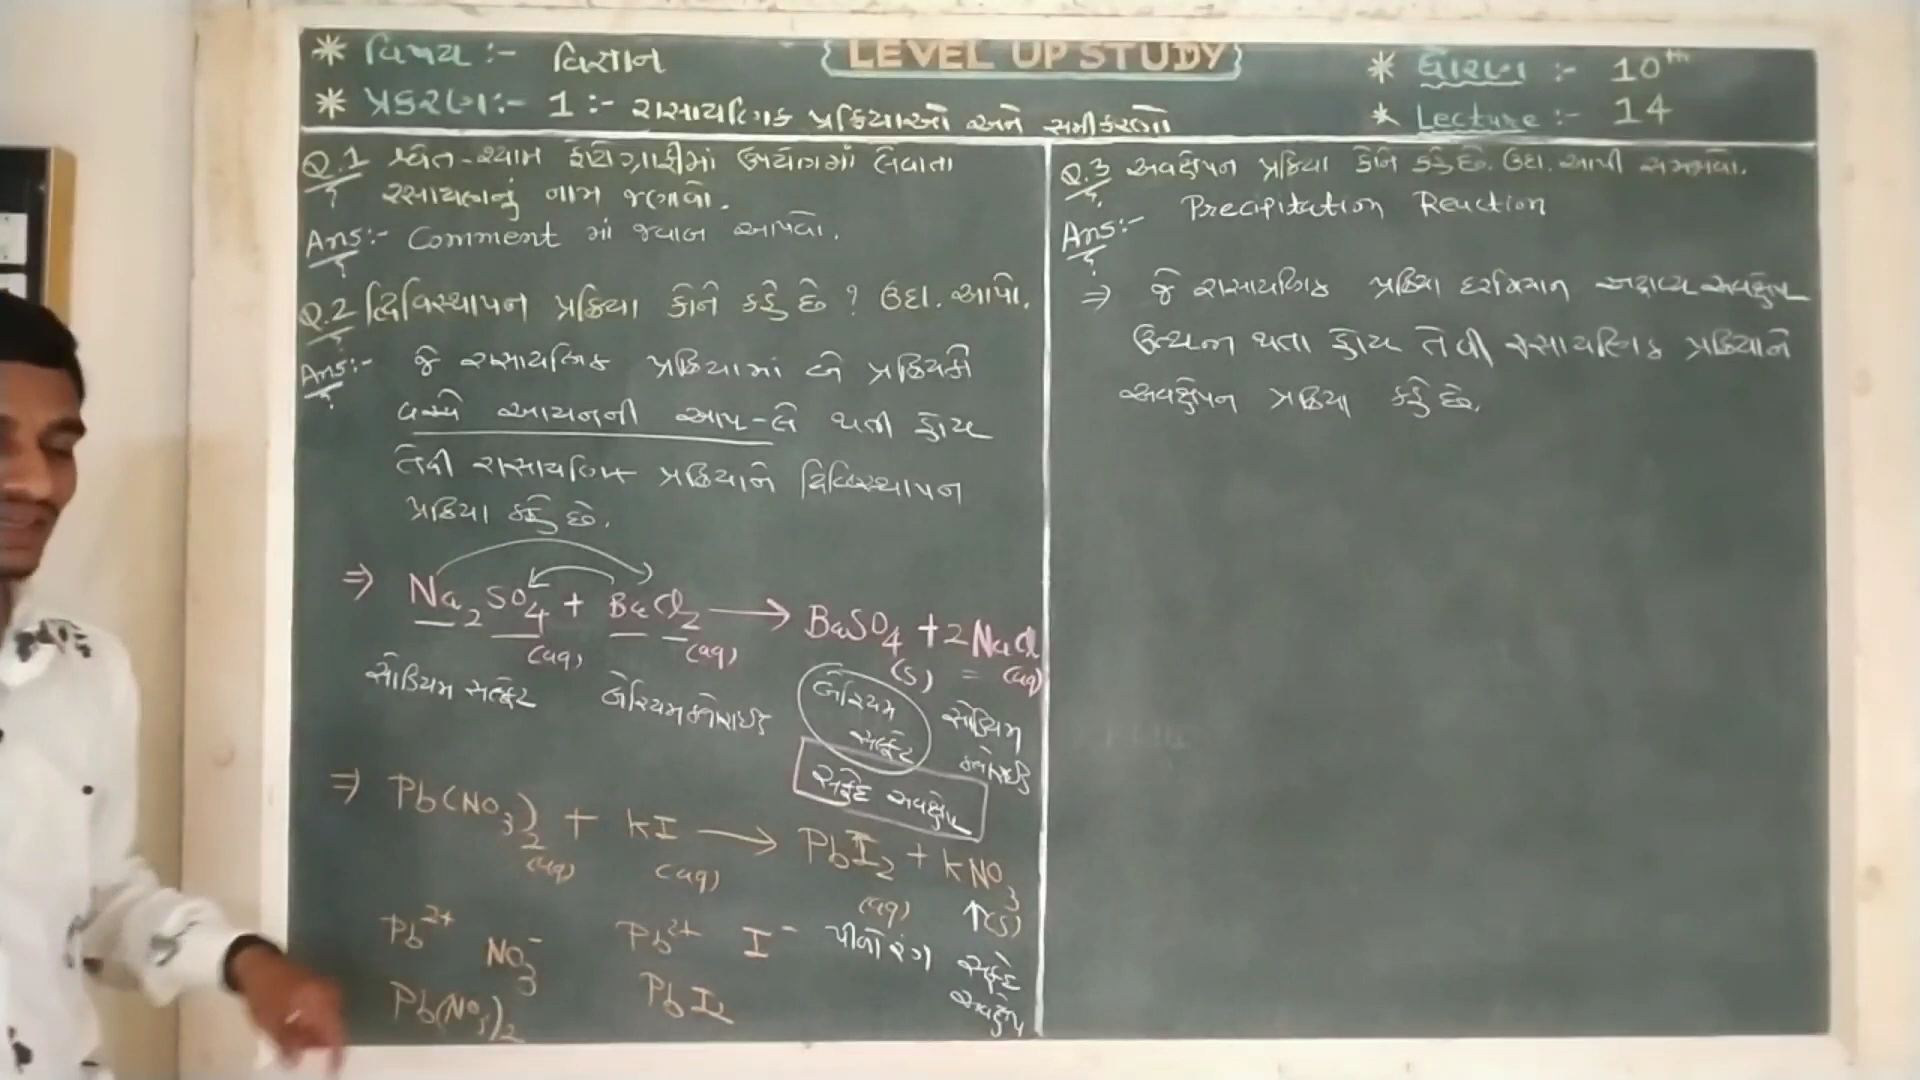 * વિષય :- વિજ્ઞાન
LEVEL UP STUDY
* ધોરણ :- 10th
* પ્રકરણ :- 1 :- રાસાયણિક પ્રક્રિયાઓ અને સમીકરણો
* Lecture :- 14
Q.1 શ્વેત-શ્યામ ફોટોગ્રાફીમાં ઉપયોગમાં લેવાતા
રસાયણનું નામ જણાવો.
Ans:- Comment માં જવાબ આપવો.
Q.2 દ્વિવિસ્થાપન પ્રક્રિયા કોને કહે છે ? ઉદા. આપો.
Ans:- જે રાસાયણિક પ્રક્રિયામાં બે પ્રક્રિયકો
વચ્ચે આયનની આપ-લે થતી હોય
તેવી રાસાયણિક પ્રક્રિયાને દ્વિવિસ્થાપન
પ્રક્રિયા કહે છે.
⇒ Na2SO4 + BaCl2 → BaSO4 + 2NaCl
(aq) (aq) (s) (aq)
સોડિયમ સલ્ફેટ બેરિયમ ક્લોરાઇડ બેરિયમ સલ્ફેટ સોડિયમ ક્લોરાઇડ
સફેદ અવક્ષેપ
⇒ Pb(NO3)2 + KI → PbI2 + KNO3
(aq) (aq) (aq) ↑(s)
Pb2+ NO3- Pb2+ I- પીળો રંગ સફેદ
Pb(NO3)2 PbI2 અવક્ષેપ
Q.3 અવક્ષેપન પ્રક્રિયા કોને કહે છે. ઉદા. આપી સમજાવો.
Precipitation Reaction
Ans:-
⇒ જે રાસાયણિક પ્રક્રિયા દરમિયાન અદ્રાવ્ય અવક્ષેપ
ઉત્પન્ન થતા હોય તેવી રાસાયણિક પ્રક્રિયાને
અવક્ષેપન પ્રક્રિયા કહે છે.